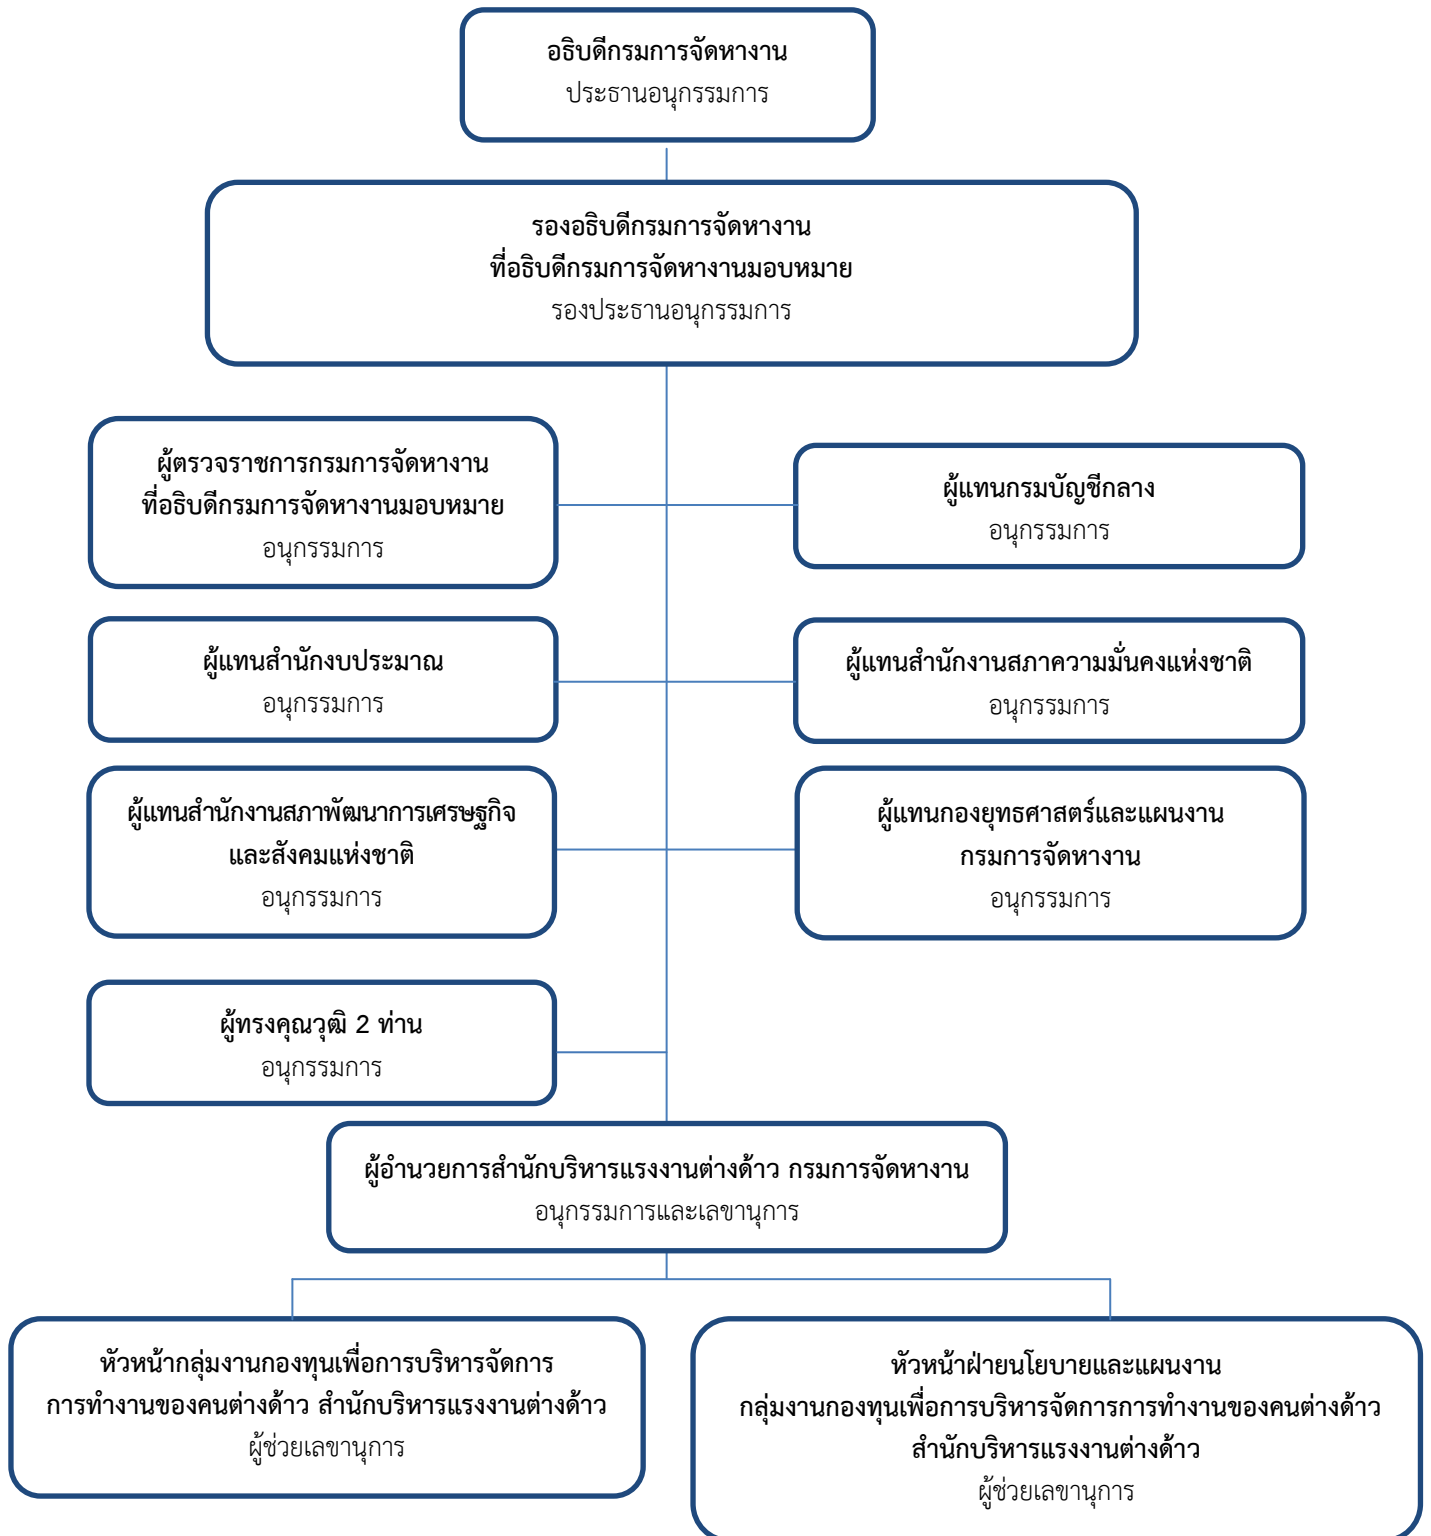 อธิบดีกรมการจัดหางาน
ประธานอนุกรรมการ
รองอธิบดีกรมการจัดหางาน
ที่อธิบดีกรมการจัดหางานมอบหมาย
รองประธานอนุกรรมการ
ผู้ตรวจราชการกรมการจัดหางาน
ที่อธิบดีกรมการจัดหางานมอบหมาย
อนุกรรมการ
ผู้แทนกรมบัญชีกลาง
อนุกรรมการ
ผู้แทนสำนักงบประมาณ
อนุกรรมการ
ผู้แทนสำนักงานสภาความมั่นคงแห่งชาติ
อนุกรรมการ
ผู้แทนสำนักงานสภาพัฒนาการเศรษฐกิจ
และสังคมแห่งชาติ
อนุกรรมการ
ผู้แทนกองยุทธศาสตร์และแผนงาน
กรมการจัดหางาน
อนุกรรมการ
ผู้ทรงคุณวุฒิ 2 ท่าน
อนุกรรมการ
ผู้อำนวยการสำนักบริหารแรงงานต่างด้าว กรมการจัดหางาน
อนุกรรมการและเลขานุการ
หัวหน้ากลุ่มงานกองทุนเพื่อการบริหารจัดการ
การทำงานของคนต่างด้าว สำนักบริหารแรงงานต่างด้าว
ผู้ช่วยเลขานุการ
หัวหน้าฝ่ายนโยบายและแผนงาน
กลุ่มงานกองทุนเพื่อการบริหารจัดการการทำงานของคนต่างด้าว
สำนักบริหารแรงงานต่างด้าว
ผู้ช่วยเลขานุการ